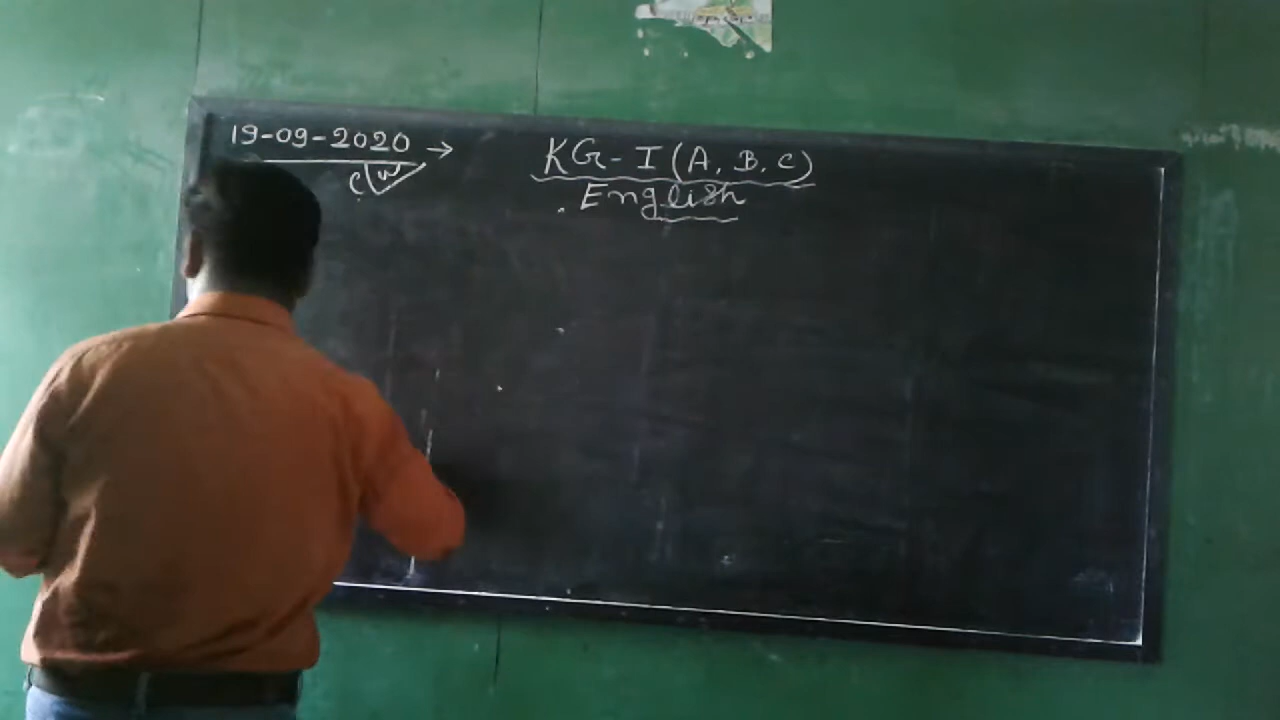 19-09-2020 →
KG-I (A, B, C)
C/W
English